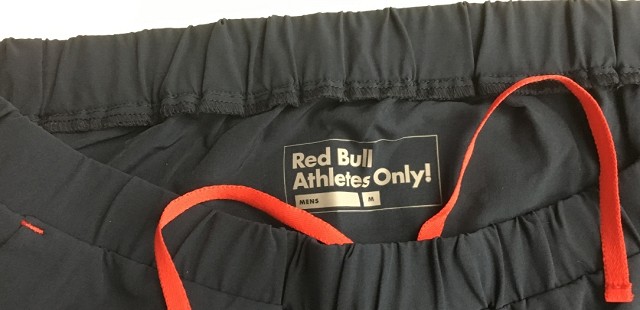 Red Bull
Athletes Only!
MENS M